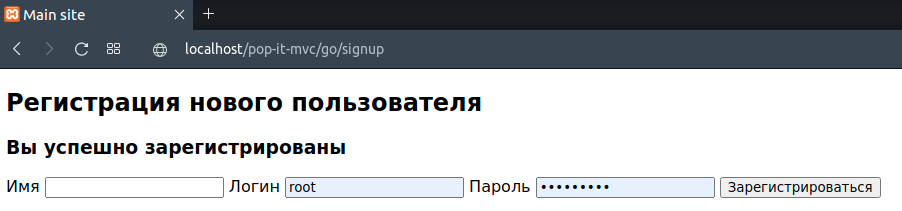 Main site
localhost/pop-it-mvc/go/signup
Регистрация нового пользователя
Вы успешно зарегистрированы
Имя Логин root Пароль ••••••••• Зарегистрироваться